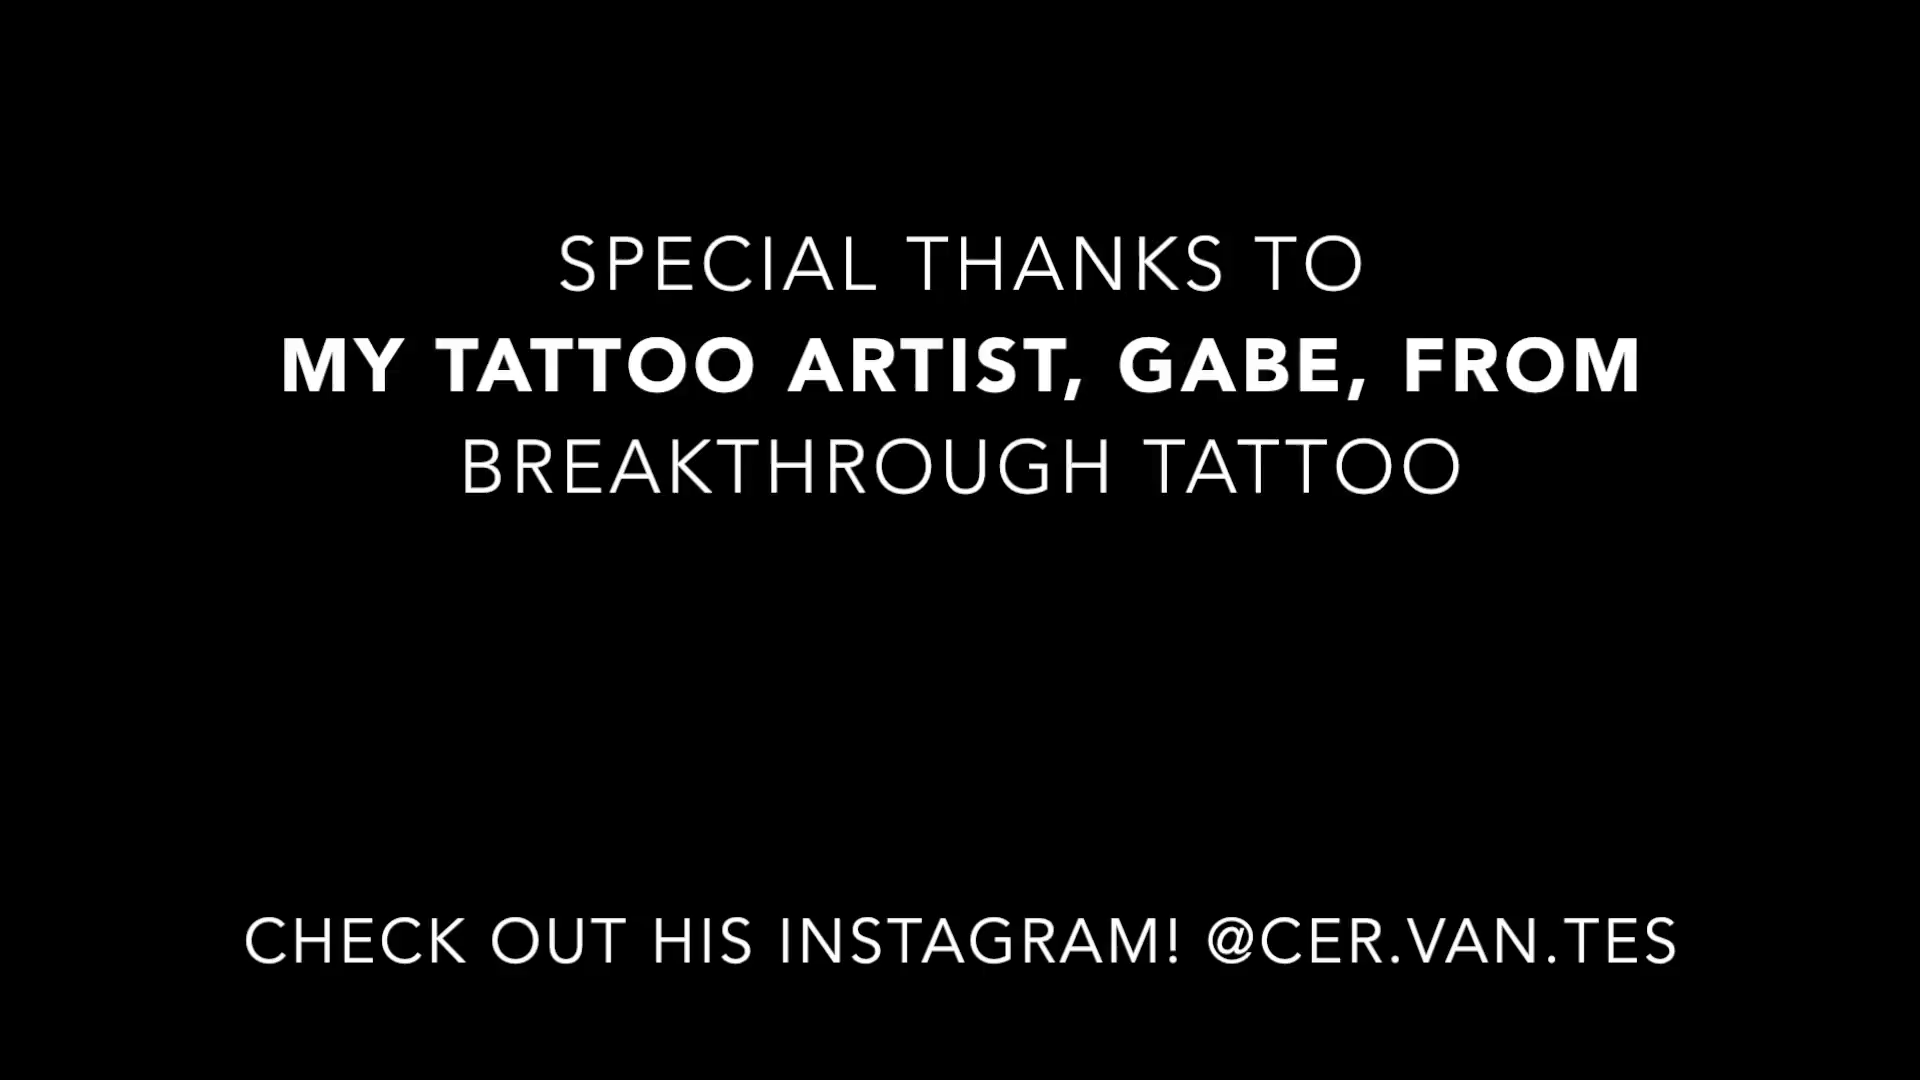 SPECIAL THANKS TO
MY TATTOO ARTIST, GABE, FROM
BREAKTHROUGH TATTOO
CHECK OUT HIS INSTAGRAM! @CER.VAN.TES